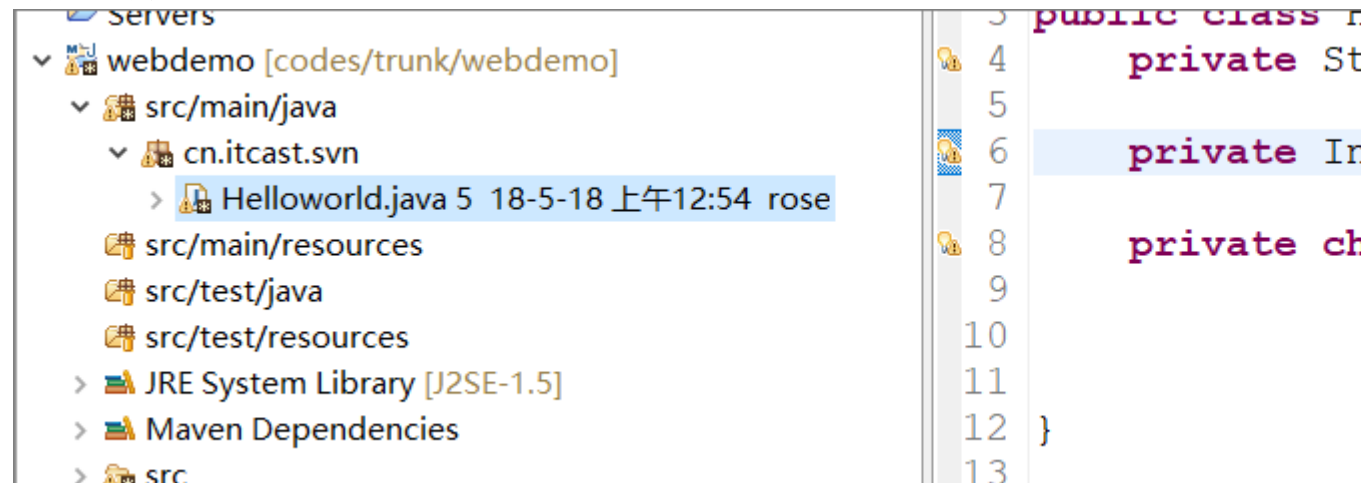 Servers
webdemo [codes/trunk/webdemo]
src/main/java
cn.itcast.svn
Helloworld.java 5 18-5-18 上午12:54 rose
src/main/resources
src/test/java
src/test/resources
JRE System Library [J2SE-1.5]
Maven Dependencies
src
3 public class H
4 private St
5
6 private In
7
8 private ch
9
10
11
12 }
13